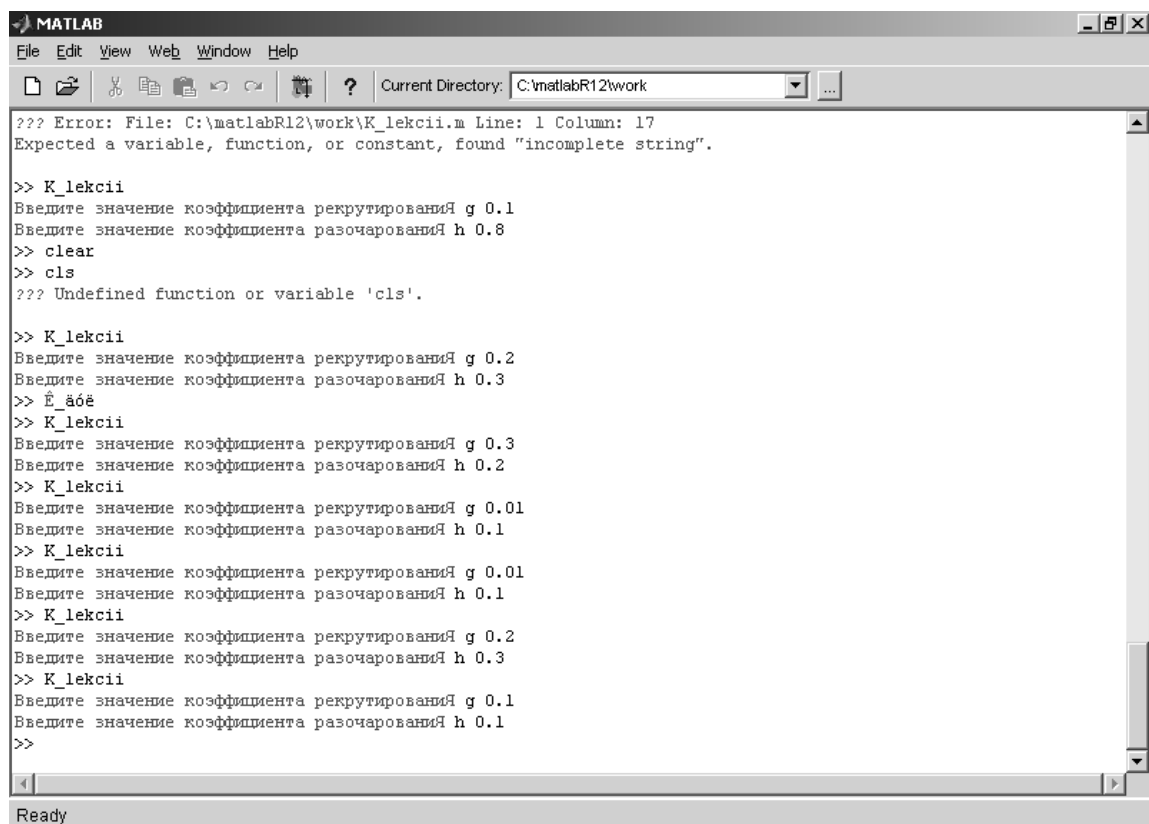 MATLAB
File Edit View Web Window Help
? Current Directory: C:\matlabR12\work ...
??? Error: File: C:\matlabR12\work\K_lekcii.m Line: 1 Column: 17
Expected a variable, function, or constant, found "incomplete string".
>> K_lekcii
Введите значение коэффициента рекрутированиЯ g 0.1
Введите значение коэффициента разочарованиЯ h 0.8
>> clear
>> cls
??? Undefined function or variable 'cls'.
>> K_lekcii
Введите значение коэффициента рекрутированиЯ g 0.2
Введите значение коэффициента разочарованиЯ h 0.3
>> Ê_äóë
>> K_lekcii
Введите значение коэффициента рекрутированиЯ g 0.3
Введите значение коэффициента разочарованиЯ h 0.2
>> K_lekcii
Введите значение коэффициента рекрутированиЯ g 0.01
Введите значение коэффициента разочарованиЯ h 0.1
>> K_lekcii
Введите значение коэффициента рекрутированиЯ g 0.01
Введите значение коэффициента разочарованиЯ h 0.1
>> K_lekcii
Введите значение коэффициента рекрутированиЯ g 0.2
Введите значение коэффициента разочарованиЯ h 0.3
>> K_lekcii
Введите значение коэффициента рекрутированиЯ g 0.1
Введите значение коэффициента разочарованиЯ h 0.1
>>
Ready